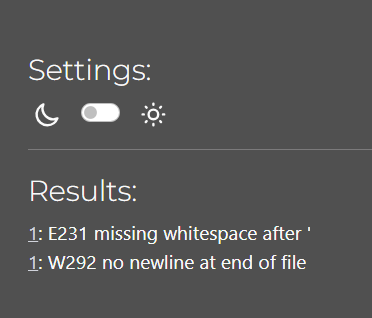 Settings:
Results:
1: E231 missing whitespace after '
1: W292 no newline at end of file